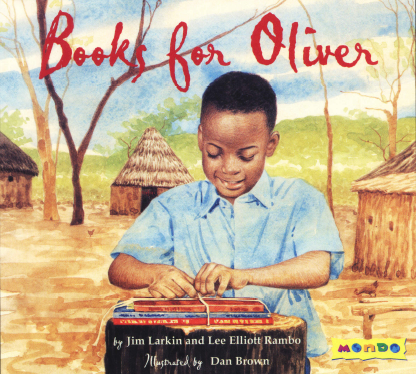 Books for Oliver
by Jim Larkin and Lee Elliott Rambo
Illustrated by Dan Brown
MONDO